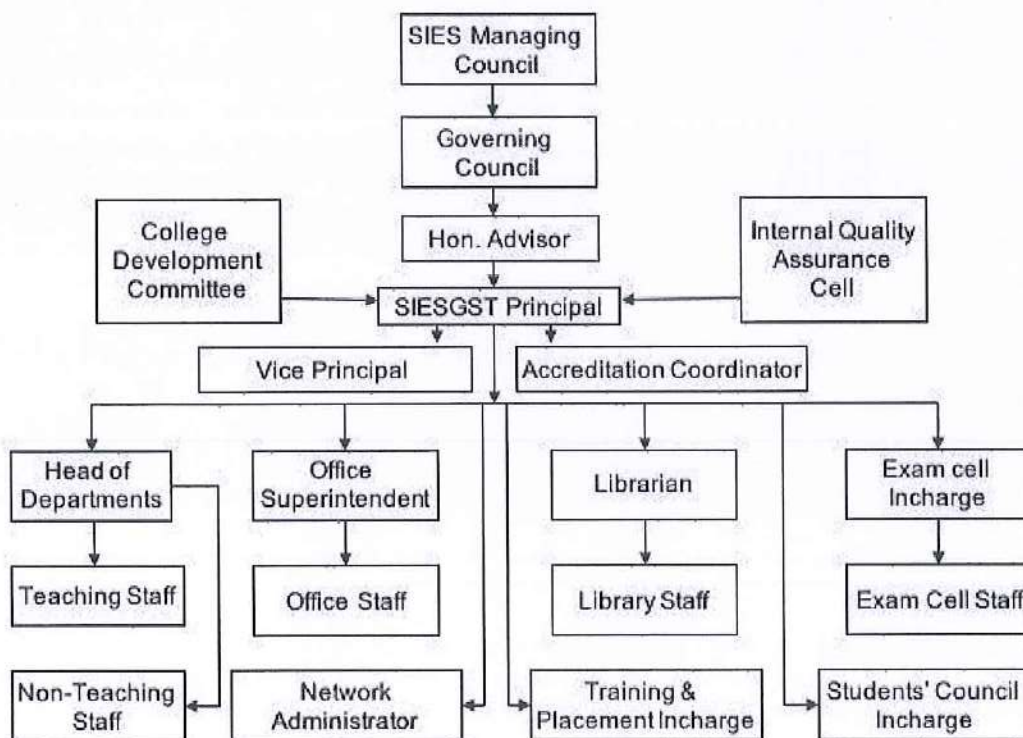 SIES Managing
Council
Governing
Council
College
Development
Committee
Hon. Advisor
Internal Quality
Assurance
Cell
SIESGST Principal
Vice Principal
Accreditation Coordinator
Head of
Departments
Office
Superintendent
Librarian
Exam cell
Incharge
Teaching Staff
Office Staff
Library Staff
Exam Cell Staff
Non-Teaching
Staff
Network
Administrator
Training &
Placement Incharge
Students' Council
Incharge